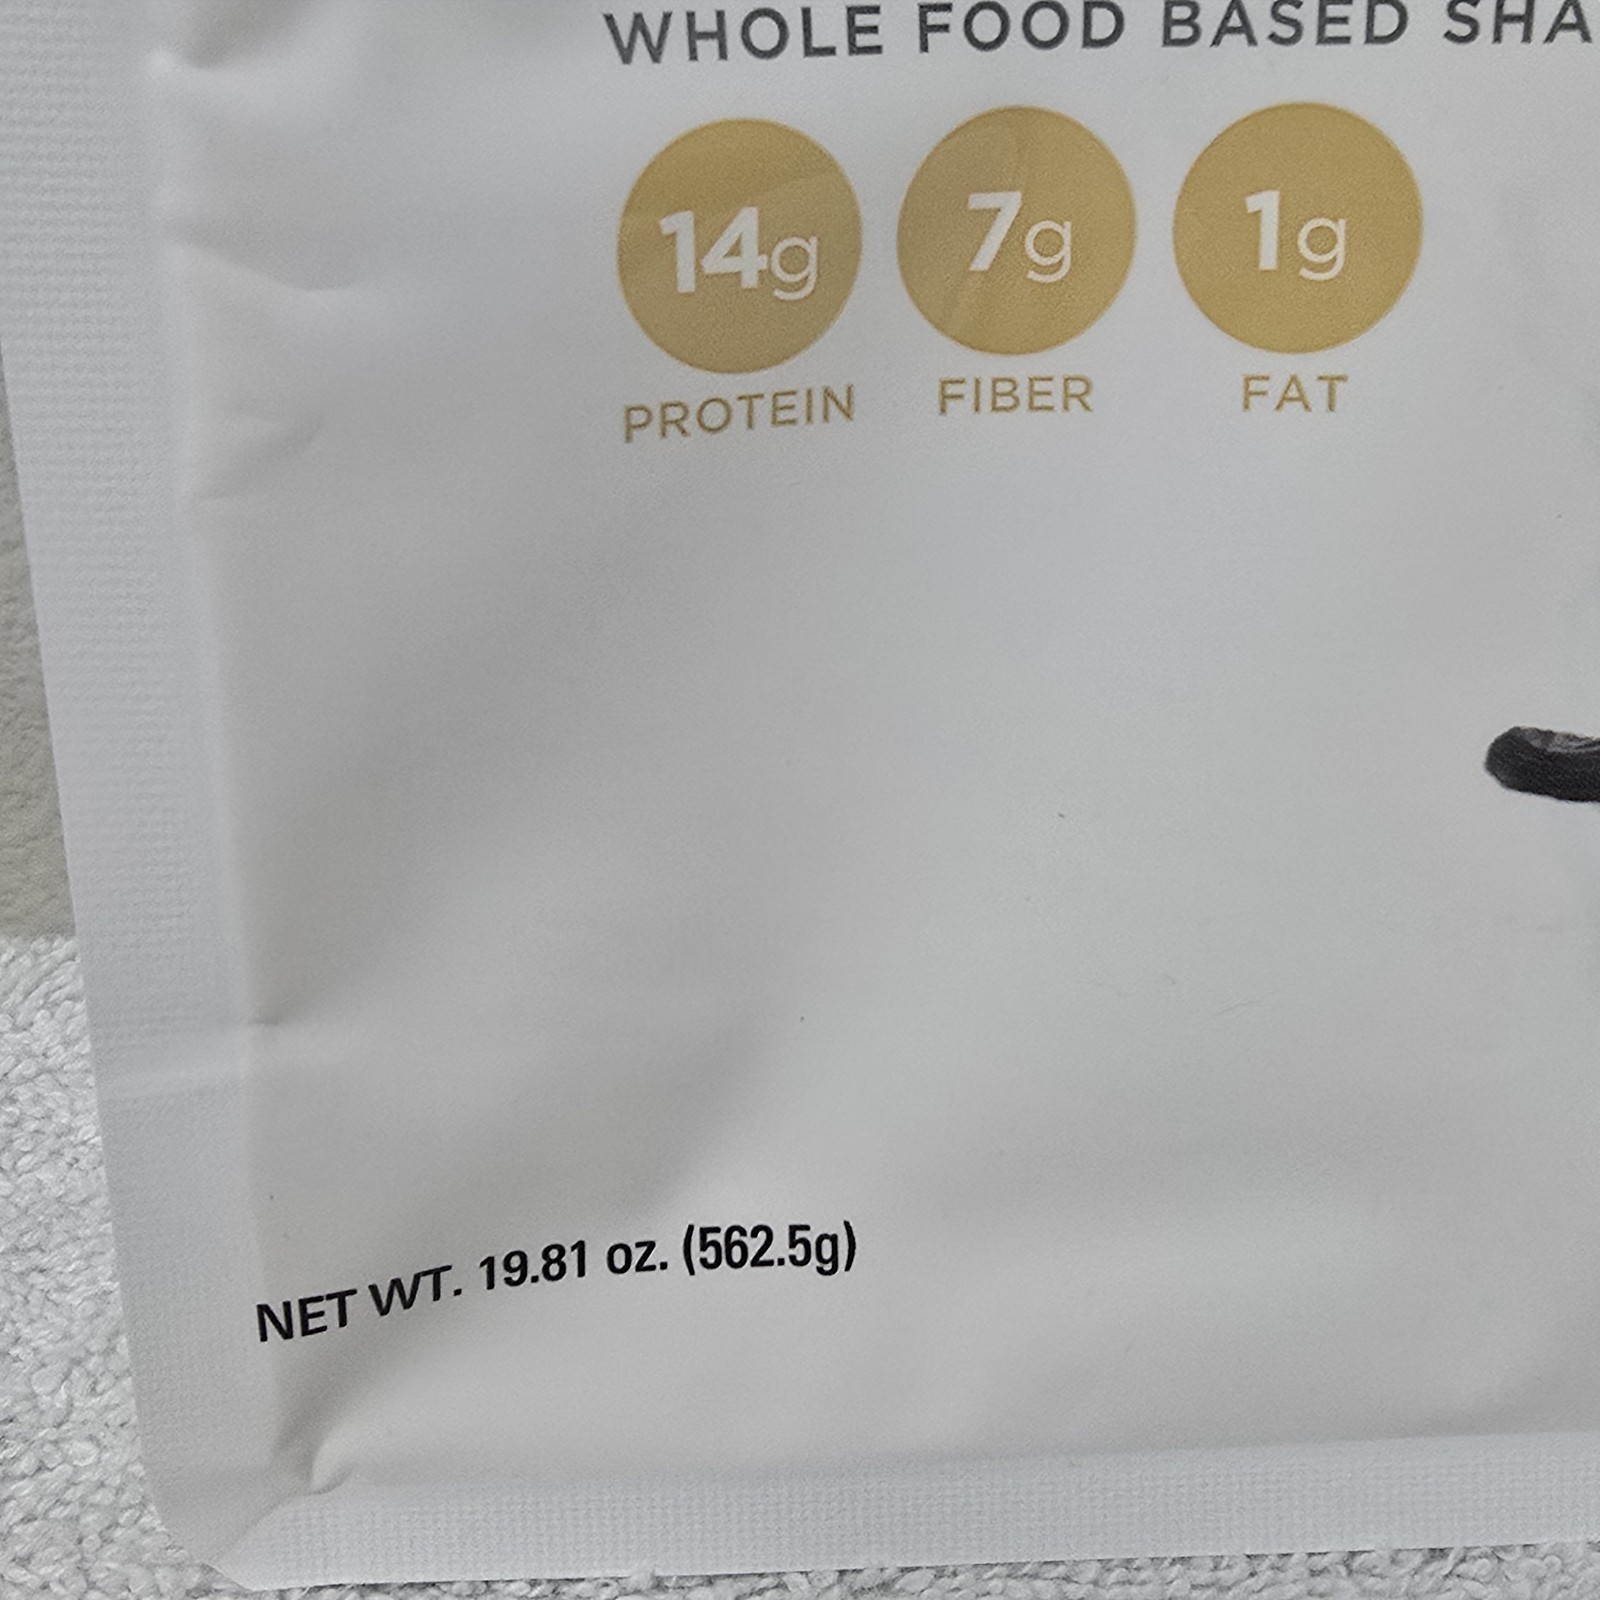 WHOLE FOOD BASED SHA
14g 7g 1g
PROTEIN FIBER FAT
NET WT. 19.81 oz. (562.5g)